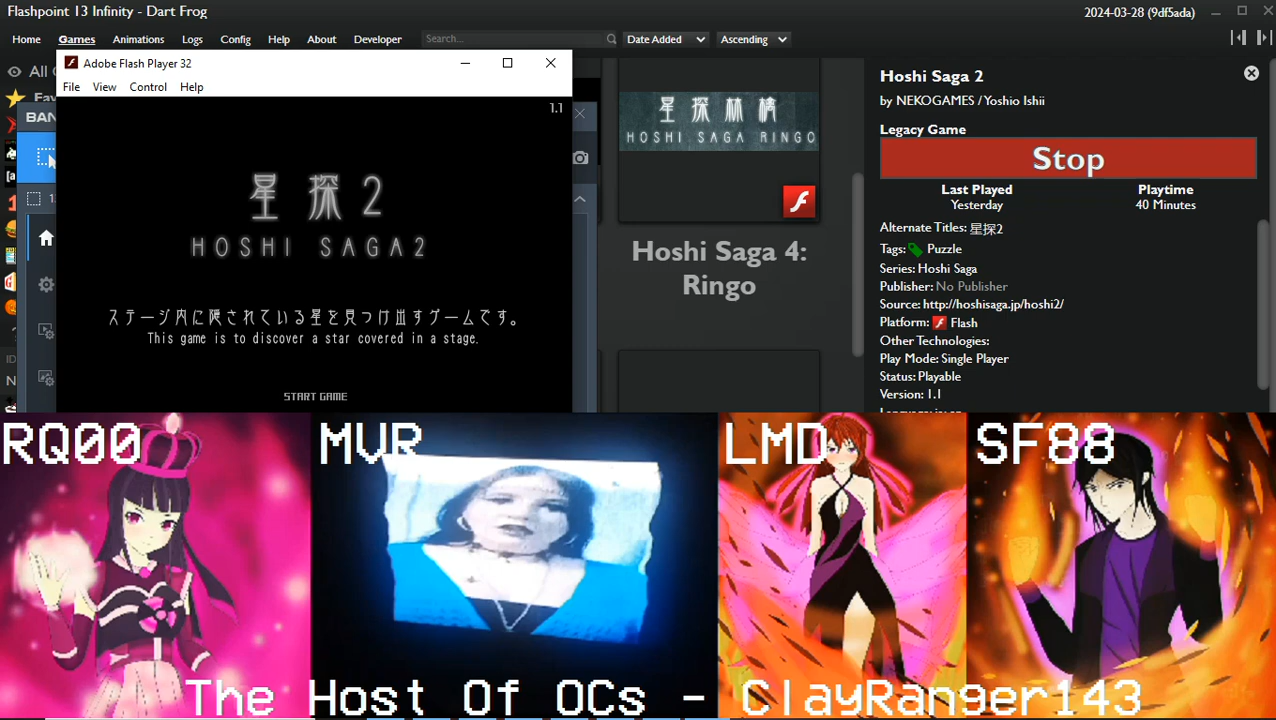 Flashpoint 13 Infinity - Dart Frog
2024-03-28 (9df5ada)
Home Games Animations Logs Config Help About Developer Search... Date Added Ascending
All
Adobe Flash Player 32
File View Control Help
BAN
1.1
星探2
HOSHI SAGA2
ステージ内に隠されている星を見つけ出すゲームです。
This game is to discover a star covered in a stage.
START GAME
星探林檎
HOSHI SAGA RINGO
Hoshi Saga 4:
Ringo
Hoshi Saga 2
by NEKOGAMES / Yoshio Ishii
Legacy Game
Stop
Last Played Playtime
Yesterday 40 Minutes
Alternate Titles: 星探2
Tags: Puzzle
Series: Hoshi Saga
Publisher: No Publisher
Source: http://hoshisaga.jp/hoshi2/
Platform: Flash
Other Technologies:
Play Mode: Single Player
Status: Playable
Version: 1.1
RQ00 MVR LMD SF88
The Host Of OCs - ClayRanger143